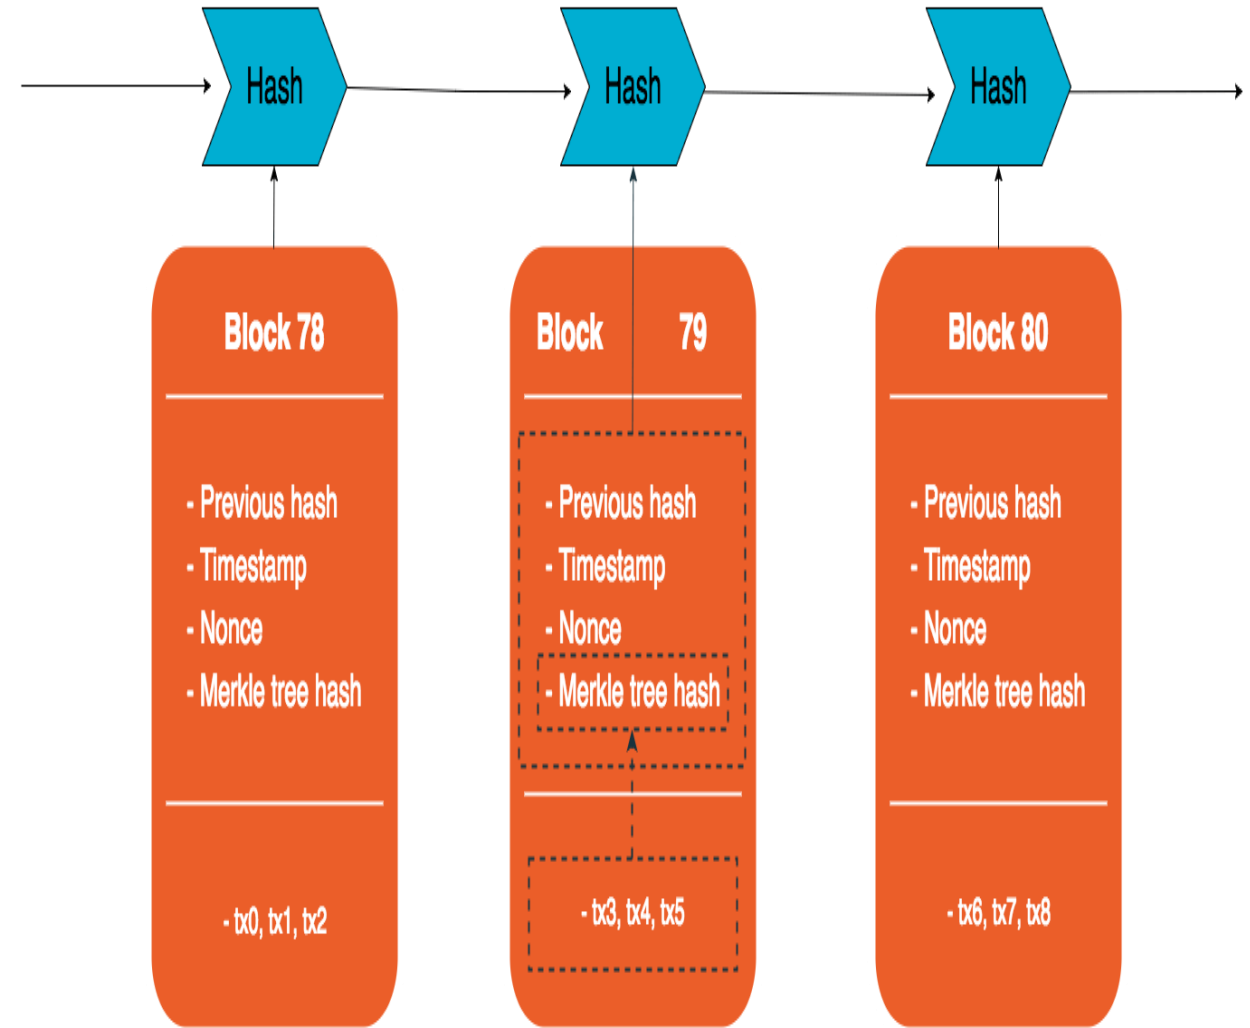 Hash
Hash
Hash
Block 78
- Previous hash
- Timestamp
- Nonce
- Merkle tree hash
- tx0, tx1, tx2
Block 79
- Previous hash
- Timestamp
- Nonce
- Merkle tree hash
- tx3, tx4, tx5
Block 80
- Previous hash
- Timestamp
- Nonce
- Merkle tree hash
- tx6, tx7, tx8